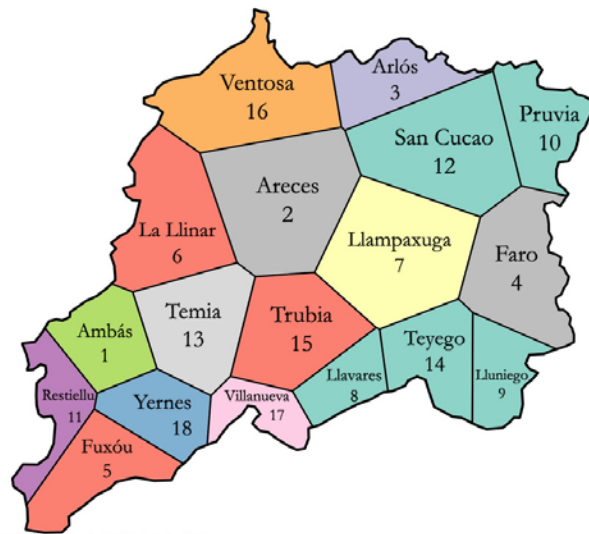 Ventosa
16
Arlós
3
Pruvia
10
San Cucao
12
Areces
2
La Llinar
6
Llampaxuga
7
Faro
4
Temia
13
Trubia
15
Ambás
1
Teyego
14
Lluniego
9
Llavares
8
Restiellu
11
Yernes
18
Villanueva
17
Fuxóu
5